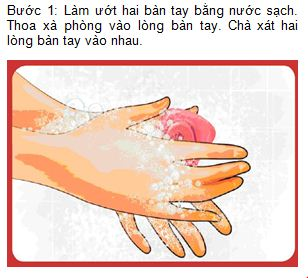 Bước 1: Làm ướt hai bàn tay bằng nước sạch.
Thoa xà phòng vào lòng bàn tay. Chà xát hai
lòng bàn tay vào nhau.